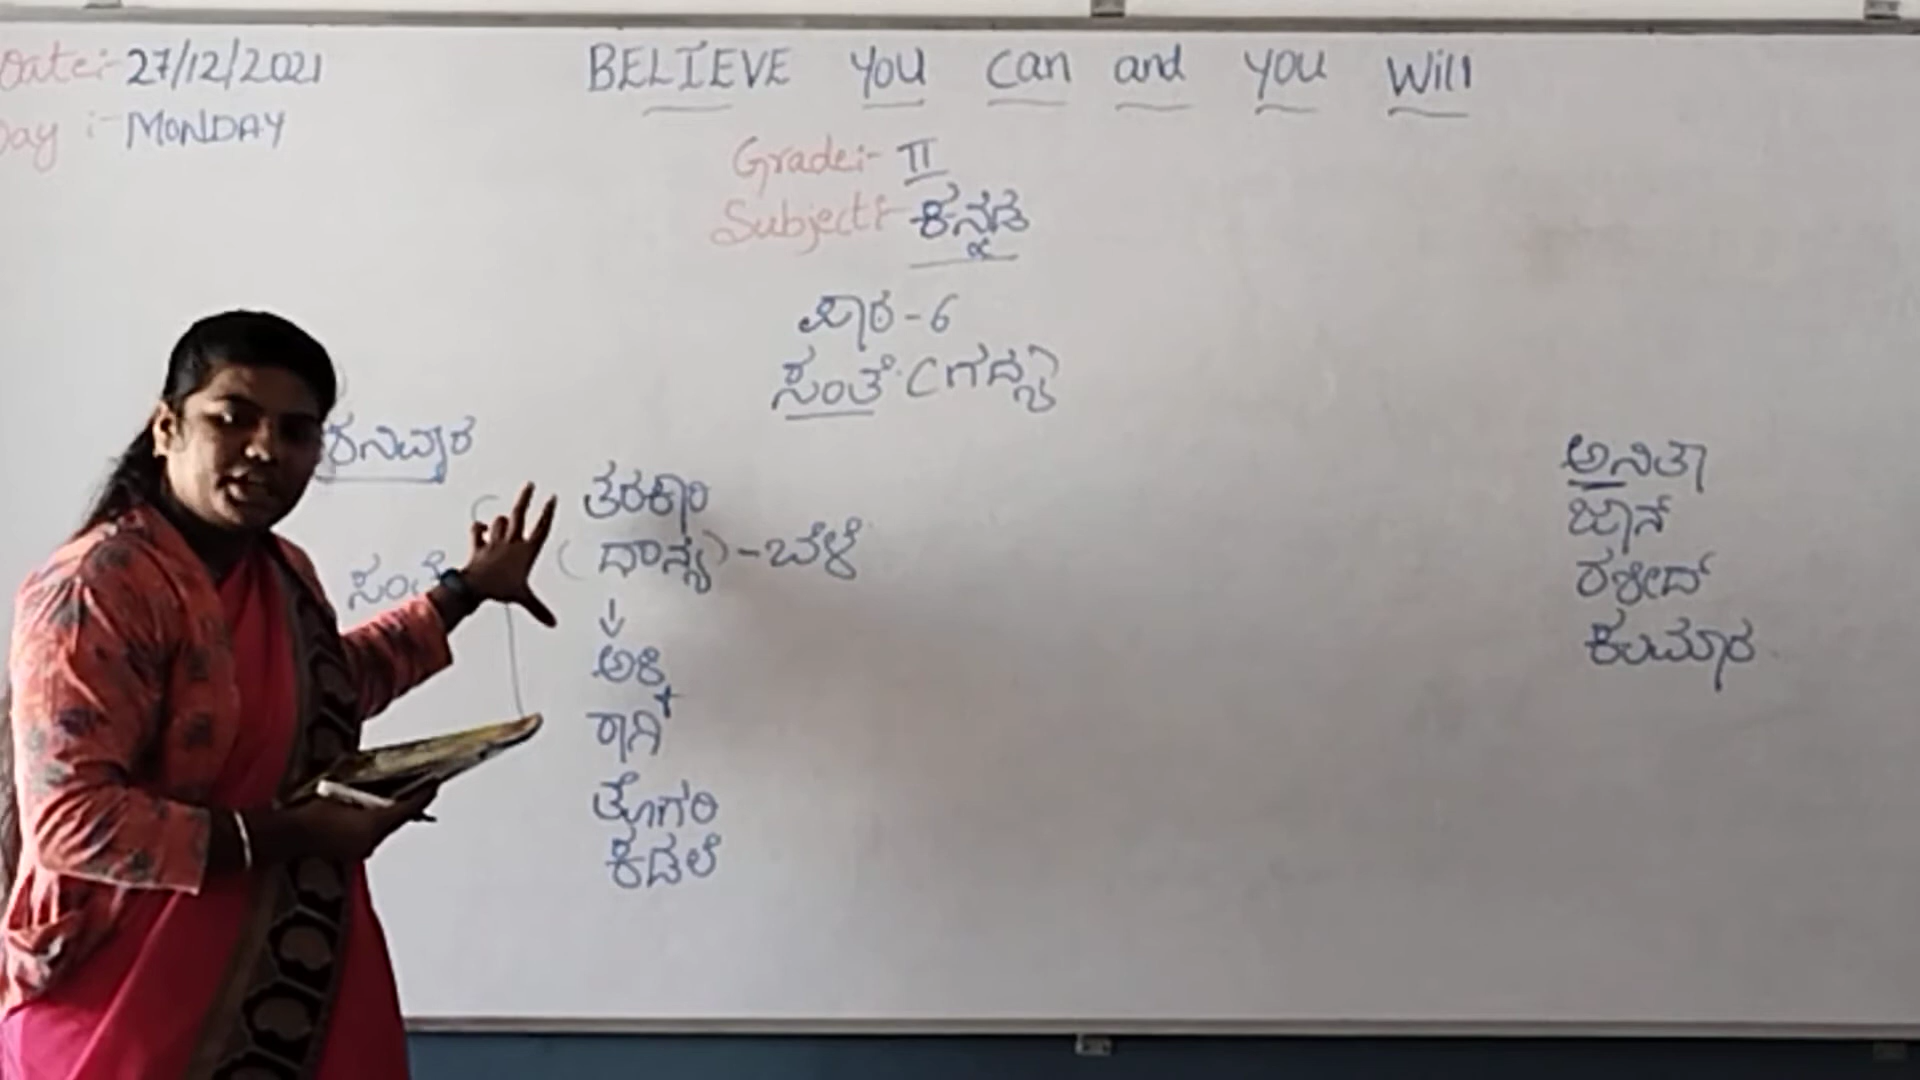 Date:- 27/12/2021
Day :- MONDAY
BELIEVE YOU can and YOU Will
Grade:- II
Subject:- ಕನ್ನಡ
ಪಾಠ - 6
ಸಂತೆ (ಗದ್ಯ)
ಶನಿವಾರ
ಸಂತೆ
ತರಕಾರಿ
(ಧಾನ್ಯ) - ಬೇಳೆ
↓
ಅಕ್ಕಿ
ರಾಗಿ
ತೊಗರಿ
ಕಡಲೆ
ಅನಿತಾ
ಜಾನ್
ರಶೀದ್
ಕುಮಾರ